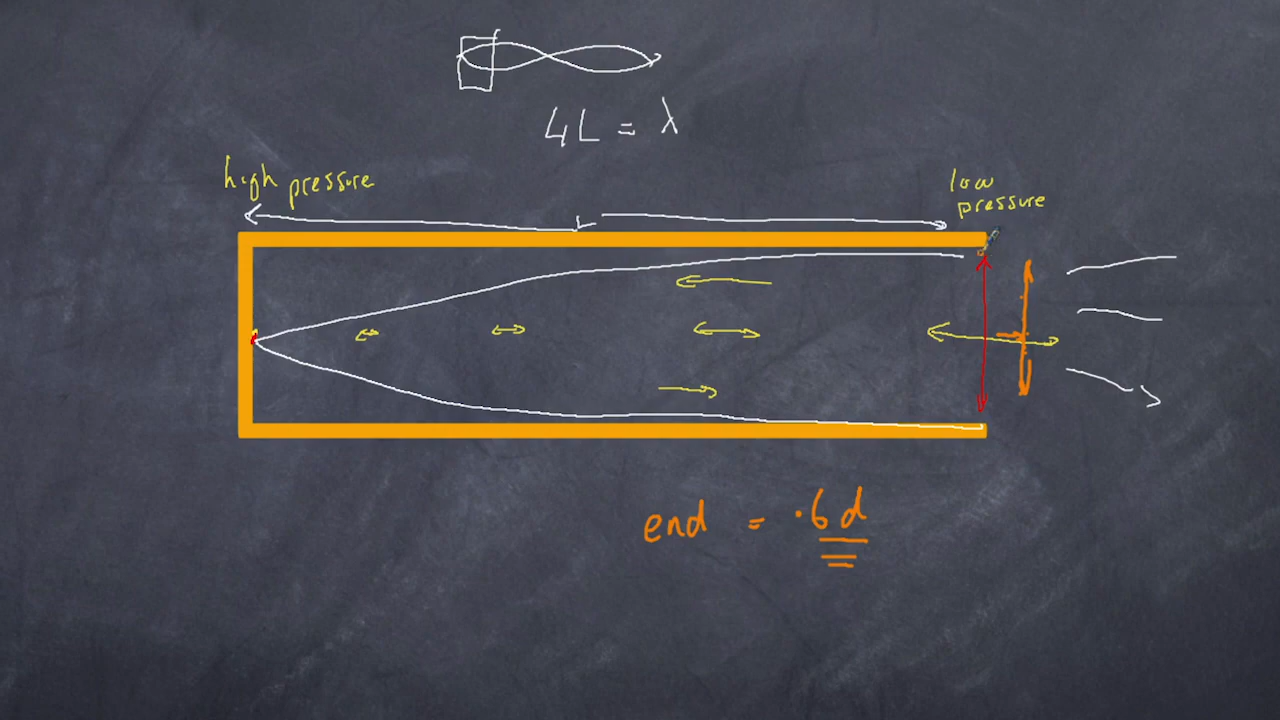 4L = λ
high pressure
low
pressure
L
end = .6d